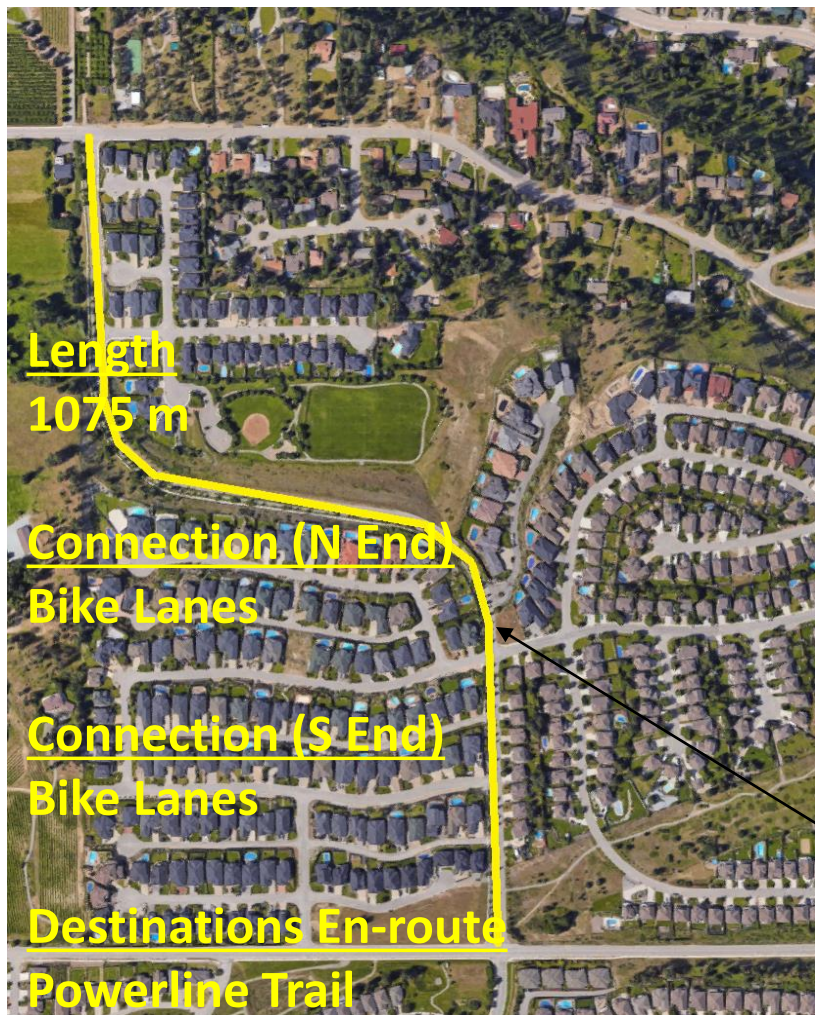 Length
1075 m
Connection (N End)
Bike Lanes
Connection (S End)
Bike Lanes
Destinations En-route
Powerline Trail